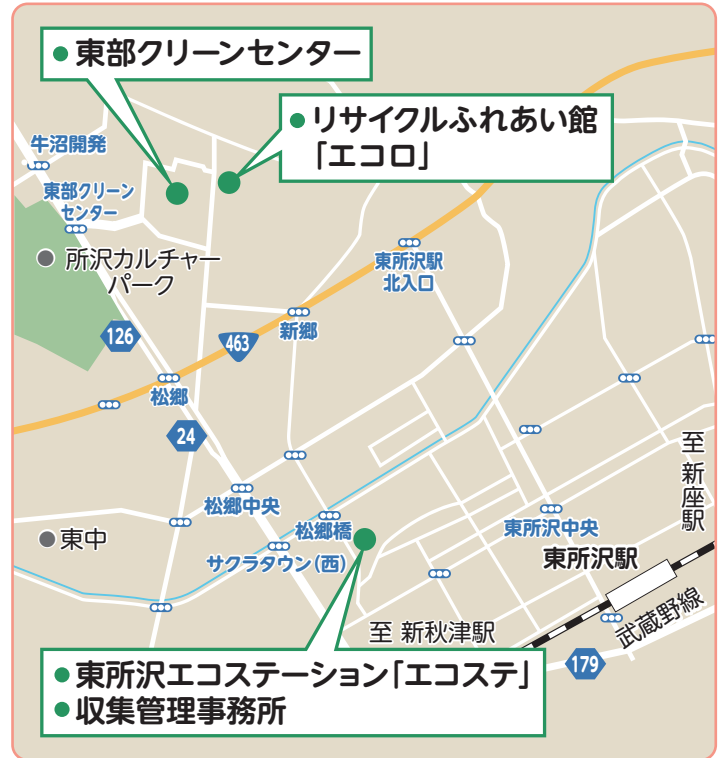 東部クリーンセンター
リサイクルふれあい館
「エコロ」
牛沼開発
東部クリーン
センター
所沢カルチャー
パーク
東所沢駅
北入口
126
463
新郷
松郷
24
至 新座駅
松郷中央
松郷橋
東所沢中央
東中
サクラタウン(西)
東所沢駅
至 新秋津駅
武蔵野線
179
東所沢エコステーション「エコステ」
収集管理事務所